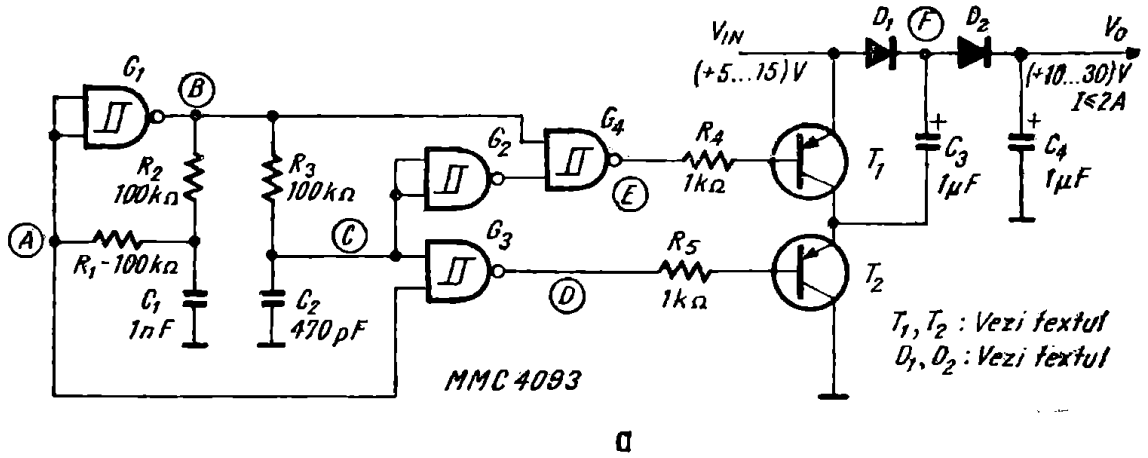 G1
B
R2
100kΩ
R3
100kΩ
A
R1-100kΩ
C
C1
1nF
C2
470pF
G2
G3
G4
D
E
MMC 4093
R4
1kΩ
R5
1kΩ
VIN
(+5...15)V
D1
F
D2
VO
(+10...30)V
I≤2A
T1
+
C3
1μF
+
C4
1μF
T2
T1, T2 : Vezi textul
D1, D2 : Vezi textul
a